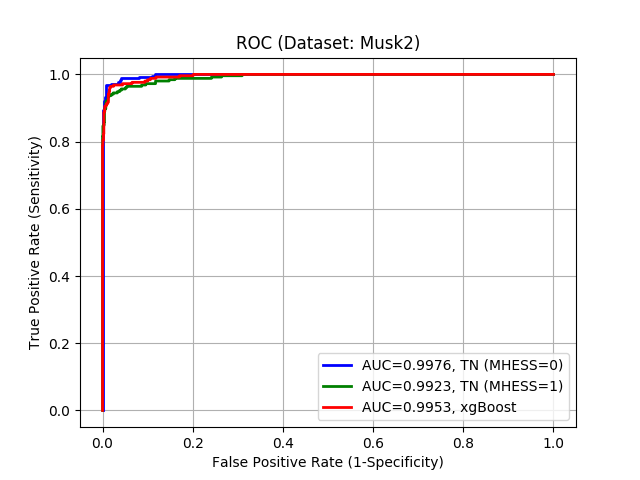 ROC (Dataset: Musk2)
True Positive Rate (Sensitivity)
1.0
0.8
0.6
0.4
0.2
0.0
AUC=0.9976, TN (MHESS=0)
AUC=0.9923, TN (MHESS=1)
AUC=0.9953, xgBoost
0.0 0.2 0.4 0.6 0.8 1.0
False Positive Rate (1-Specificity)